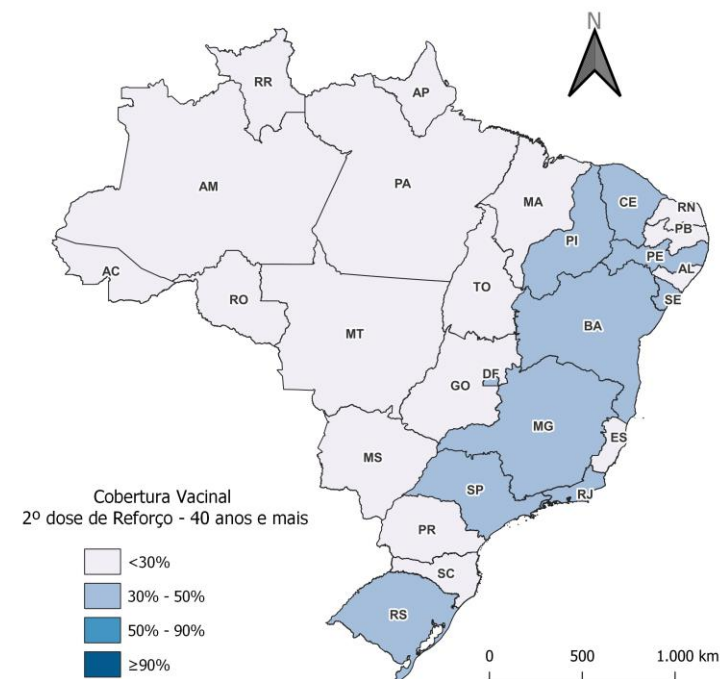 N
RR
AP
AM
PA
MA
CE
RN
PB
PI
PE
AL
AC
TO
SE
RO
BA
MT
DF
GO
MG
ES
MS
SP
RJ
PR
SC
RS
Cobertura Vacinal
2º dose de Reforço - 40 anos e mais
<30%
30% - 50%
50% - 90%
≥90%
0 500 1.000 km